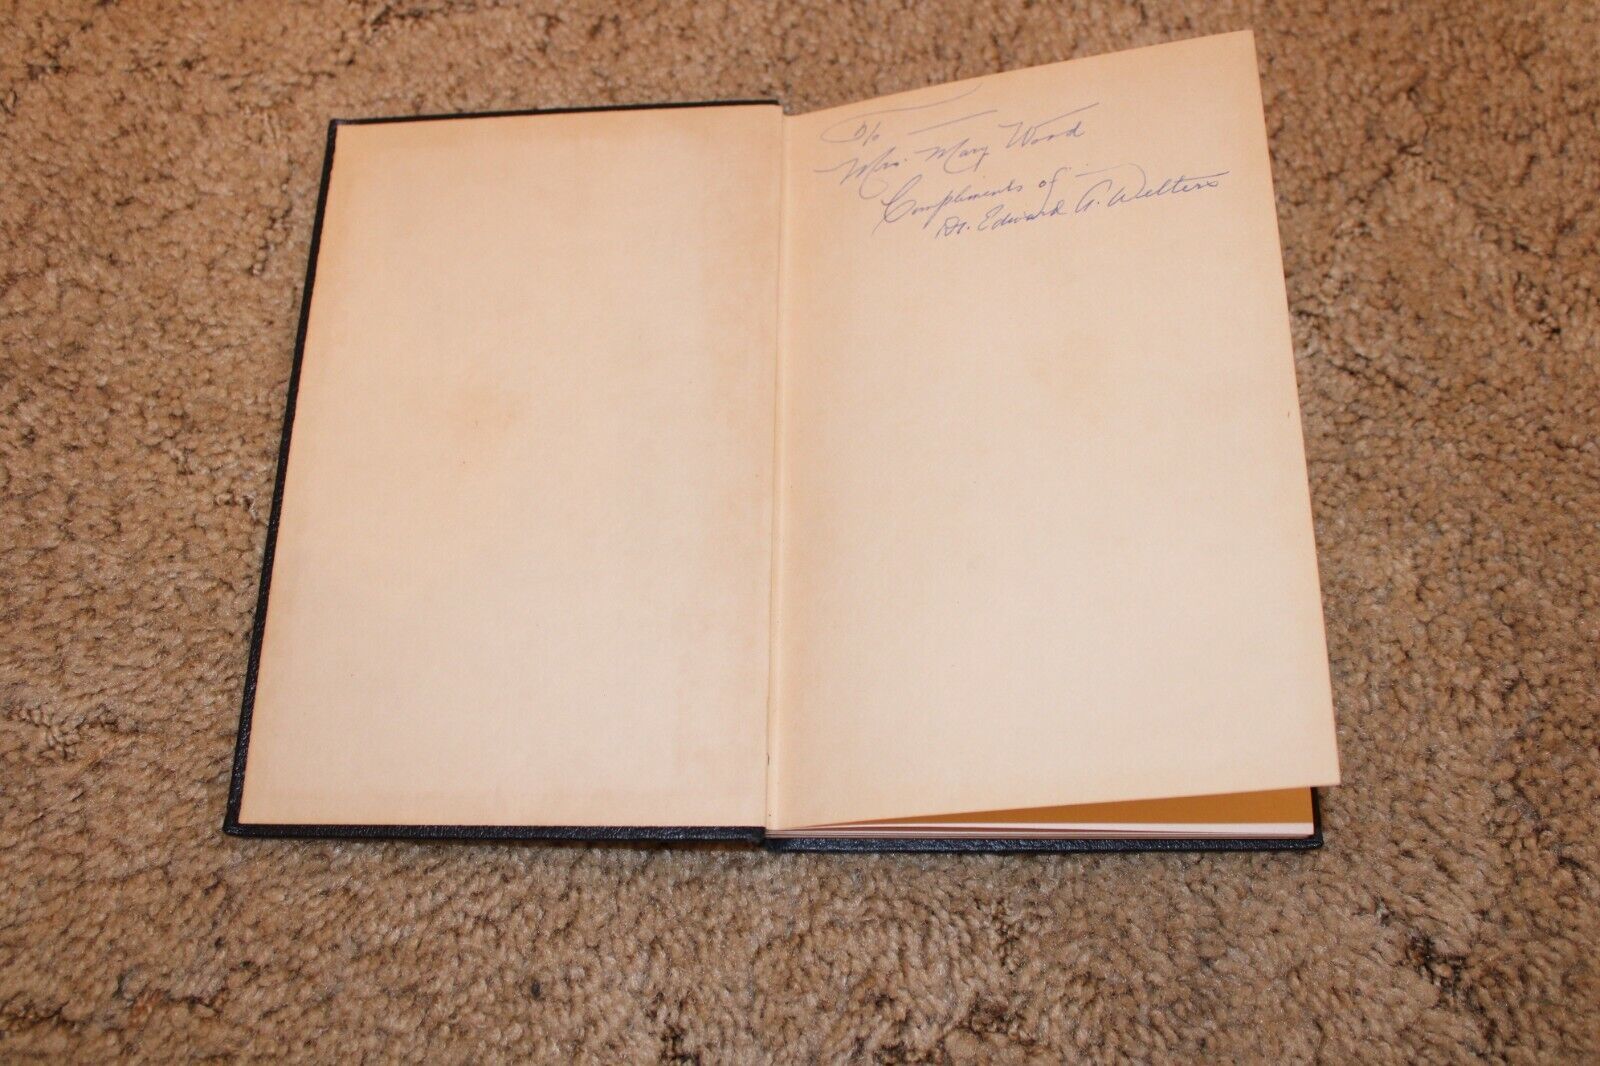 To —
Mrs. Mary Wood
Compliments of —
Dr. Edward A. Welters